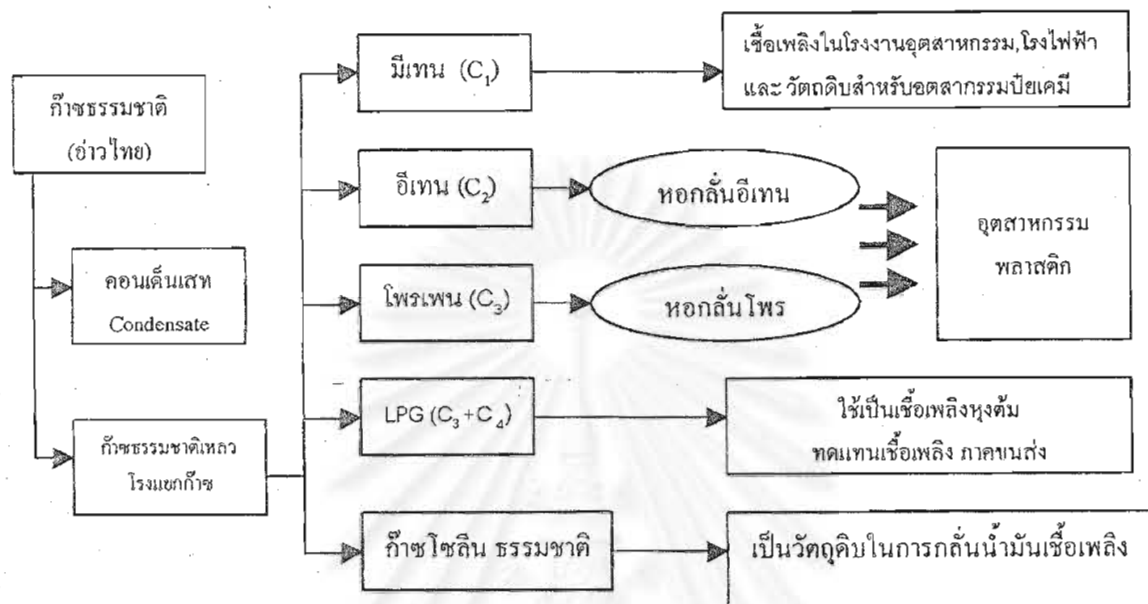 ก๊าซธรรมชาติ
(อ่าวไทย)
คอนเด็นเสท
Condensate
ก๊าซธรรมชาติเหลว
โรงแยกก๊าซ
มีเทน (C₁)
เชื้อเพลิงในโรงงานอุตสาหกรรม,โรงไฟฟ้า
และ วัตถดิบสำหรับอตสากรรมปุ๋ยเคมี
อีเทน (C₂)
หอกลั่นอีเทน
โพรเพน (C₃)
หอกลั่นโพร
อุตสาหกรรม
พลาสติก
LPG (C₃+C₄)
ใช้เป็นเชื้อเพลิงหุงต้ม
ทดแทนเชื้อเพลิง ภาคขนส่ง
ก๊าซโซลีน ธรรมชาติ
เป็นวัตถุดิบในการกลั่นน้ำมันเชื้อเพลิง